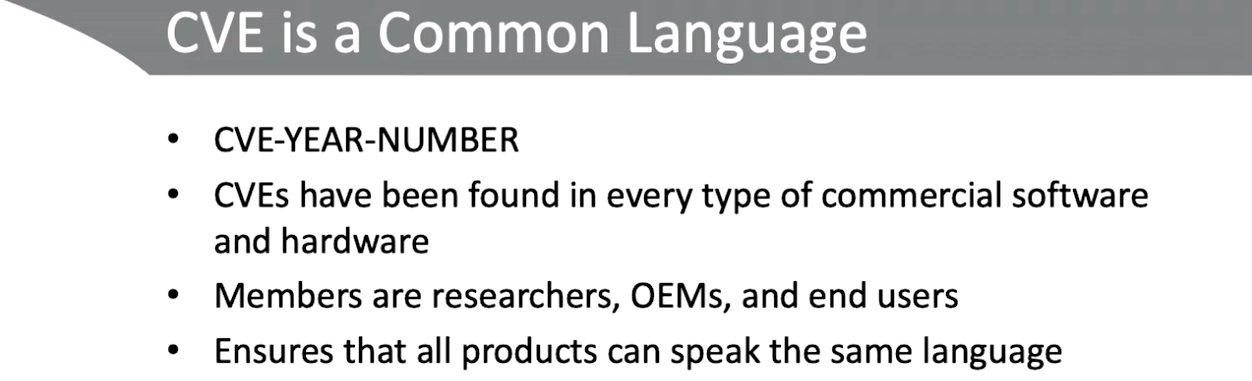 CVE is a Common Language
• CVE-YEAR-NUMBER
• CVEs have been found in every type of commercial software
and hardware
• Members are researchers, OEMs, and end users
• Ensures that all products can speak the same language